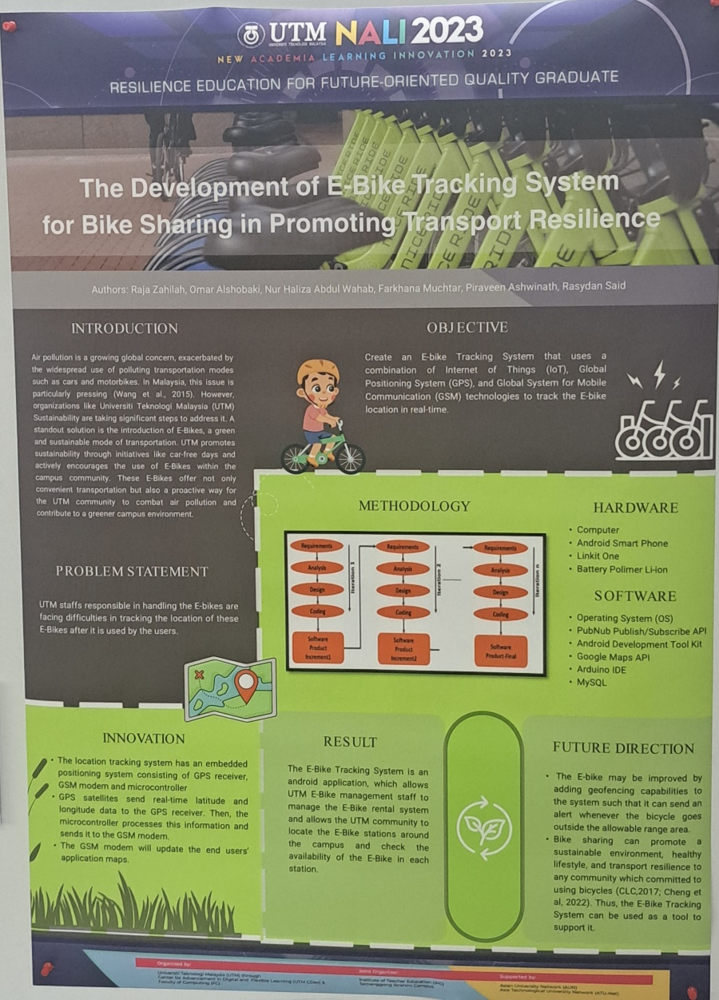 UTM NALI 2023
UNIVERSITI TEKNOLOGI MALAYSIA
NEW ACADEMIA LEARNING INNOVATION 2023
RESILIENCE EDUCATION FOR FUTURE-ORIENTED QUALITY GRADUATE
The Development of E-Bike Tracking System
for Bike Sharing in Promoting Transport Resilience
Authors: Raja Zahilah, Omar Alshobaki, Nur Haliza Abdul Wahab, Farkhana Muchtar, Piraveen Ashwinath, Rasydan Said
INTRODUCTION
Air pollution is a growing global concern, exacerbated by
the widespread use of polluting transportation modes
such as cars and motorbikes. In Malaysia, this issue is
particularly pressing (Wang et al., 2015). However,
organizations like Universiti Teknologi Malaysia (UTM)
Sustainability are taking significant steps to address it. A
standout solution is the introduction of E-Bikes, a green
and sustainable mode of transportation. UTM promotes
sustainability through initiatives like car-free days and
actively encourages the use of E-Bikes within the
campus community. These E-Bikes offer not only
convenient transportation but also a proactive way for
the UTM community to combat air pollution and
contribute to a greener campus environment.
OBJECTIVE
Create an E-bike Tracking System that uses a
combination of Internet of Things (IoT), Global
Positioning System (GPS), and Global System for Mobile
Communication (GSM) technologies to track the E-bike
location in real-time.
PROBLEM STATEMENT
UTM staffs responsible in handling the E-bikes are
facing difficulties in tracking the location of these
E-Bikes after it is used by the users.
METHODOLOGY
Requirements
Analysis
Design
Coding
Software
Product
Increment1
Iteration 1
Requirements
Analysis
Design
Coding
Software
Product
Increment2
Iteration 2
Requirements
Analysis
Design
Coding
Software
Product-Final
Iteration n
HARDWARE
• Computer
• Android Smart Phone
• Linkit One
• Battery Polimer Li-ion
SOFTWARE
• Operating System (OS)
• PubNub Publish/Subscribe API
• Android Development Tool Kit
• Google Maps API
• Arduino IDE
• MySQL
INNOVATION
• The location tracking system has an embedded
positioning system consisting of GPS receiver,
GSM modem and microcontroller
• GPS satellites send real-time latitude and
longitude data to the GPS receiver. Then, the
microcontroller processes this information and
sends it to the GSM modem.
• The GSM modem will update the end users'
application maps.
RESULT
The E-Bike Tracking System is an
android application, which allows
UTM E-Bike management staff to
manage the E-Bike rental system
and allows the UTM community to
locate the E-Bike stations around
the campus and check the
availability of the E-Bike in each
station.
FUTURE DIRECTION
• The E-bike may be improved by
adding geofencing capabilities to
the system such that it can send an
alert whenever the bicycle goes
outside the allowable range area.
• Bike sharing can promote a
sustainable environment, healthy
lifestyle, and transport resilience to
any community which committed to
using bicycles (CLC,2017; Cheng et
al, 2022). Thus, the E-Bike Tracking
System can be used as a tool to
support it.
Organized by:
Universiti Teknologi Malaysia (UTM) through
Center for Advancement in Digital and Flexible Learning (UTM CDex) &
Faculty of Computing (FC)
Joint Organizer:
Institute of Teacher Education (IPG)
Temenggong Ibrahim Campus
Supported by:
Asian University Network (AUN)
Asia Technological University Network (ATU-Net)